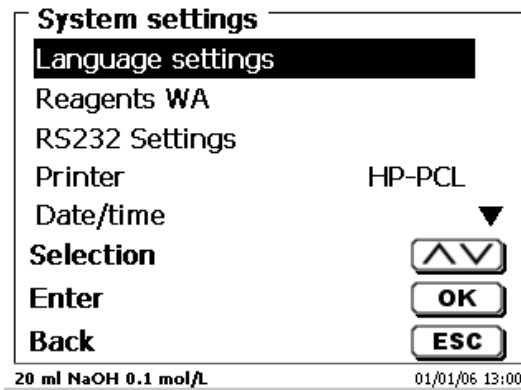 System settings
Language settings
Reagents WA
RS232 Settings
Printer HP-PCL
Date/time
Selection
Enter OK
Back ESC
20 ml NaOH 0.1 mol/L 01/01/06 13:00